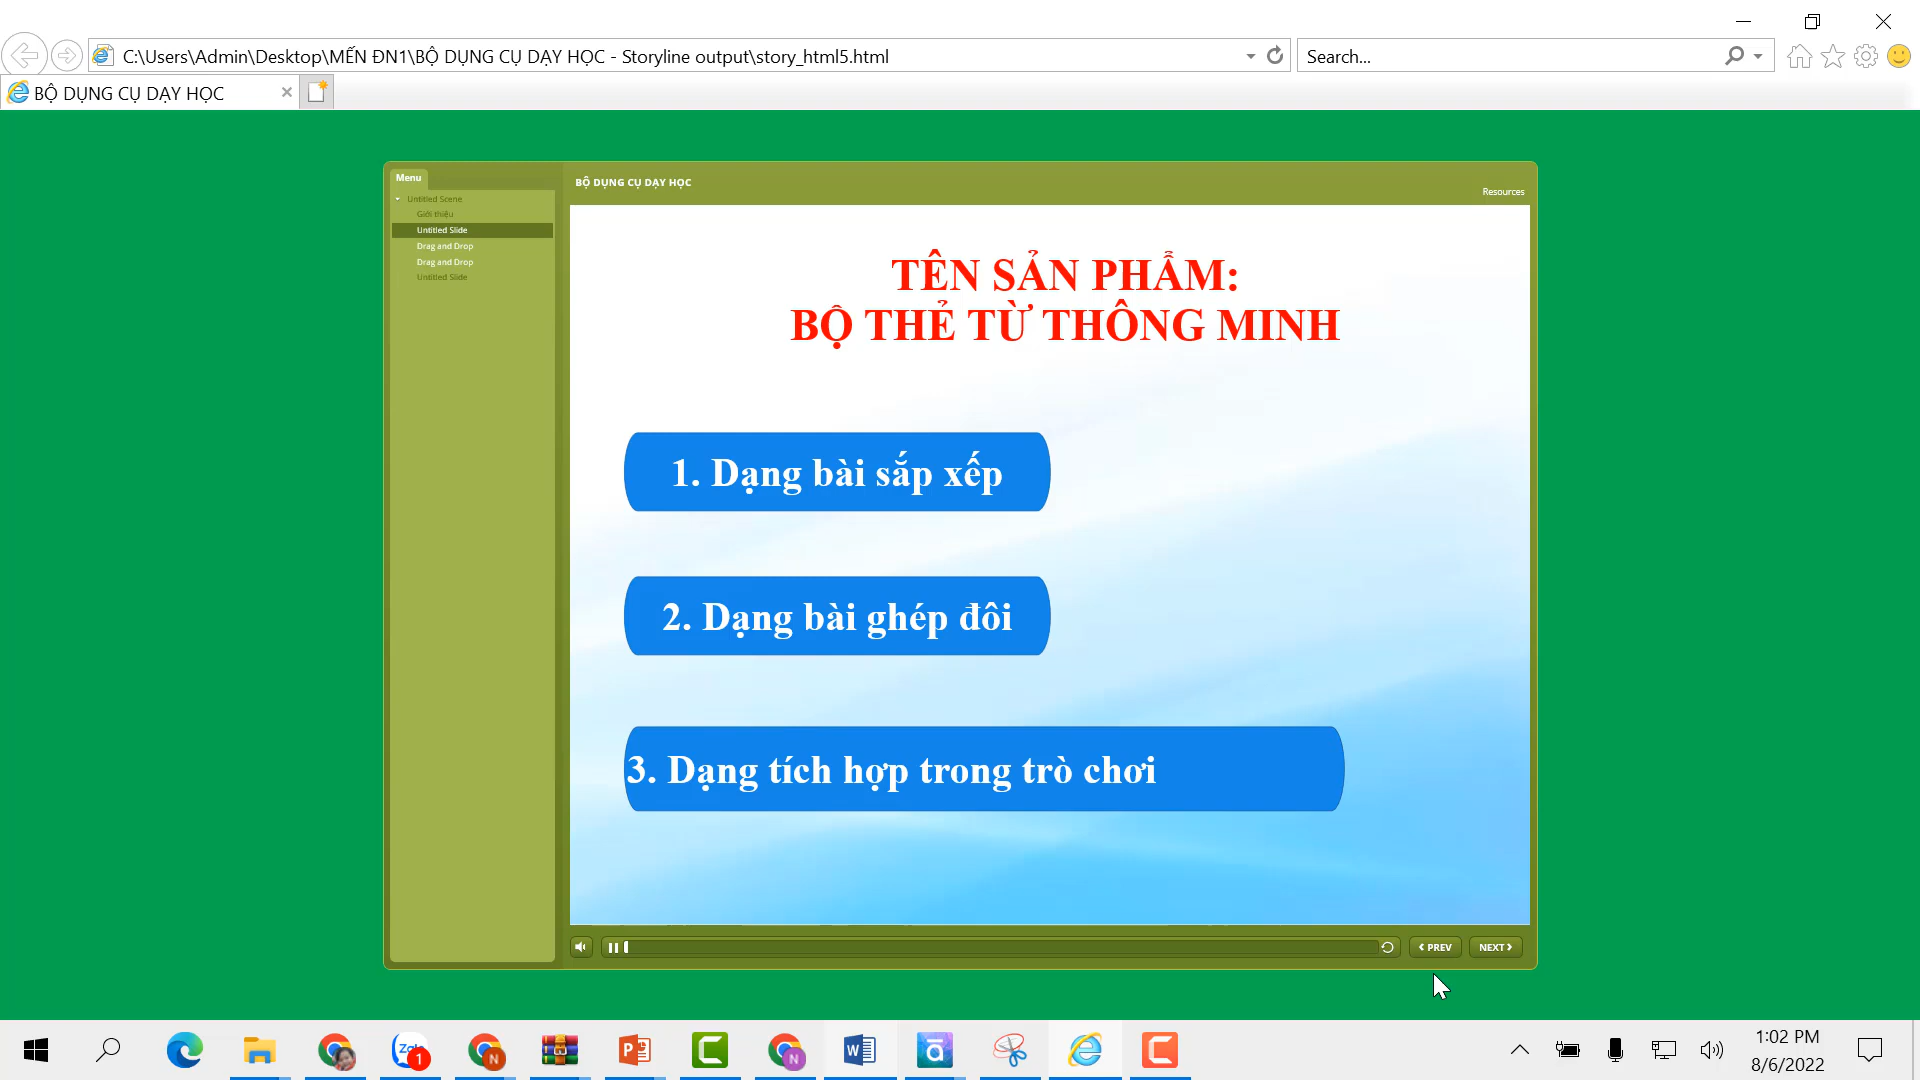 C:\Users\Admin\Desktop\MẾN ĐN1\BỘ DỤNG CỤ DẠY HỌC - Storyline output\story_html5.html
Search...
BỘ DỤNG CỤ DẠY HỌC
Menu
Untitled Scene
Giới thiệu
Untitled Slide
Drag and Drop
Drag and Drop
Untitled Slide
BỘ DỤNG CỤ DẠY HỌC
Resources
TÊN SẢN PHẨM:
BỘ THẺ TỪ THÔNG MINH
1. Dạng bài sắp xếp
2. Dạng bài ghép đôi
3. Dạng tích hợp trong trò chơi
PREV
NEXT
Zalo
1
N
N
1:02 PM
8/6/2022